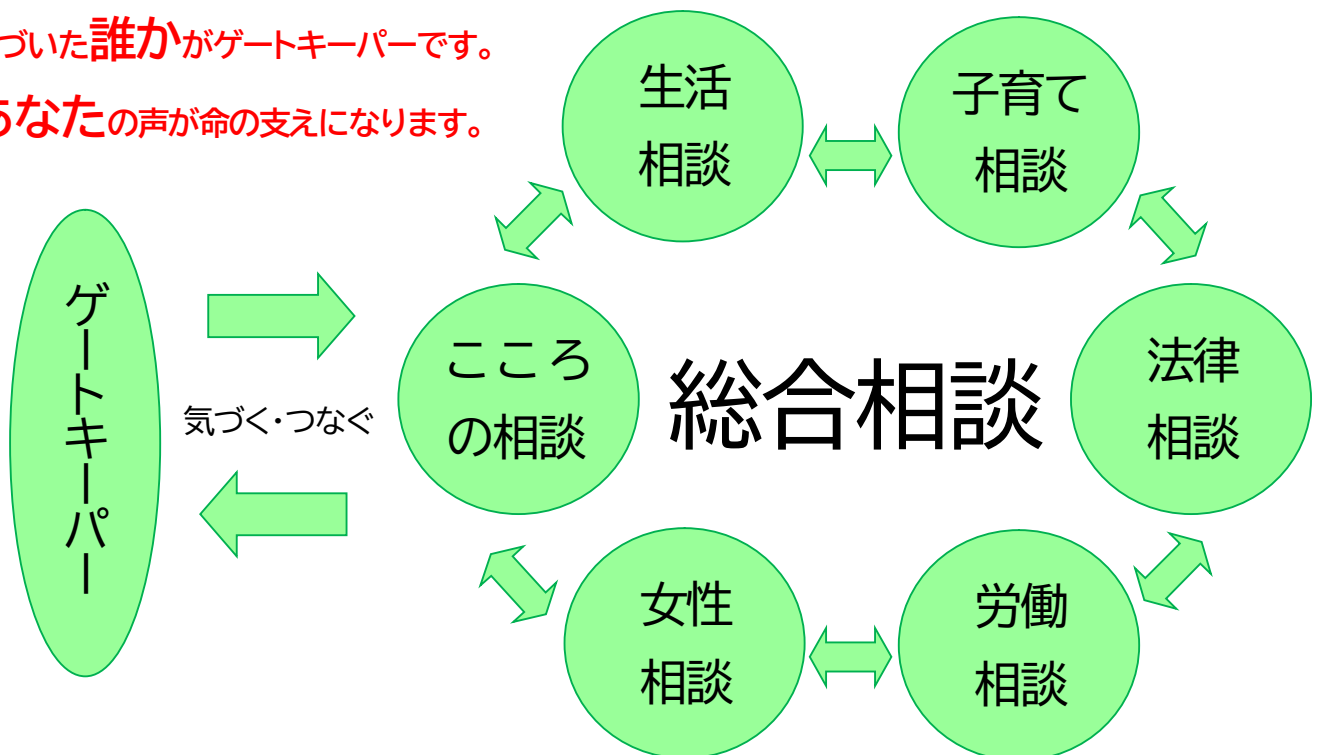 づいた誰かがゲートキーパーです。
あなたの声が命の支えになります。
生活
相談
子育て
相談
ゲートキーパー
気づく・つなぐ
こころ
の相談
総合相談
法律
相談
女性
相談
労働
相談